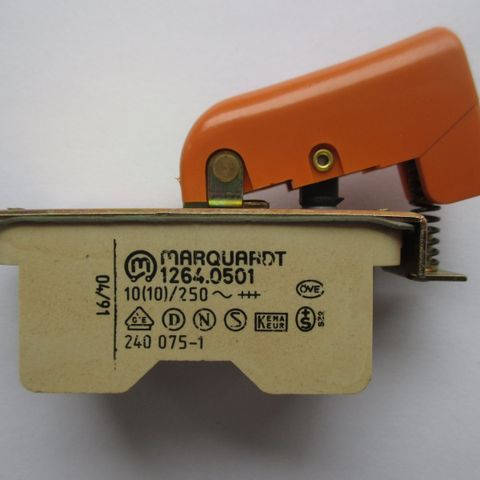 MARQUARDT
1264.0501
10(10)/250 ~
ÖVE
D N S KEMA KEUR S
240 075-1
04/91